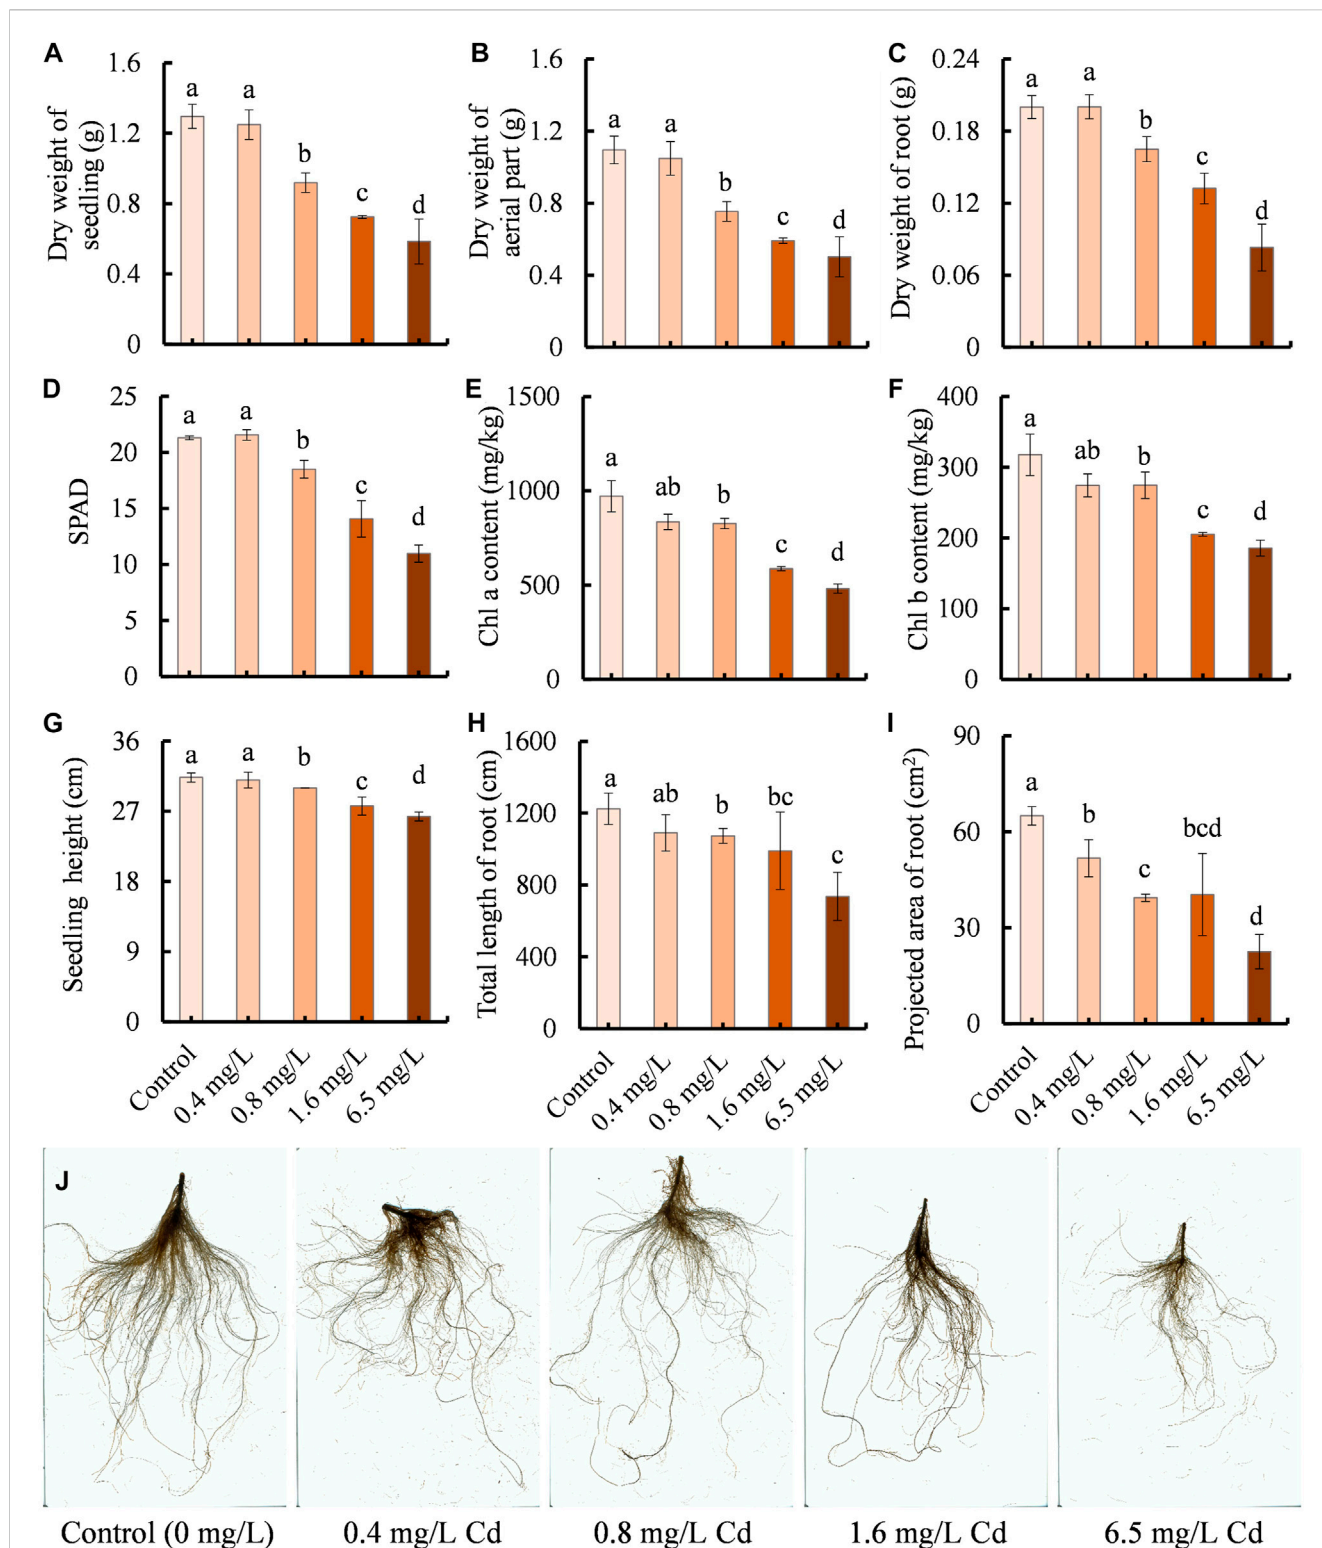 A
Dry weight of
seedling (g)
1.6
1.2
0.8
0.4
0
a
a
b
c
d
B
Dry weight of
aerial part (g)
1.6
1.2
0.8
0.4
0
a
a
b
c
d
C
Dry weight of root (g)
0.24
0.18
0.12
0.06
0
a
a
b
c
d
D
SPAD
25
20
15
10
5
0
a
a
b
c
d
E
Chl a content (mg/kg)
1500
1000
500
0
a
ab
b
c
d
F
Chl b content (mg/kg)
400
300
200
100
0
a
ab
b
c
d
G
Seedling height (cm)
36
27
18
9
0
a
a
b
c
d
Control
0.4 mg/L
0.8 mg/L
1.6 mg/L
6.5 mg/L
H
Total length of root (cm)
1600
1200
800
400
0
a
ab
b
bc
c
Control
0.4 mg/L
0.8 mg/L
1.6 mg/L
6.5 mg/L
I
Projected area of root (cm²)
90
60
30
0
a
b
c
bcd
d
Control
0.4 mg/L
0.8 mg/L
1.6 mg/L
6.5 mg/L
J
Control (0 mg/L)
0.4 mg/L Cd
0.8 mg/L Cd
1.6 mg/L Cd
6.5 mg/L Cd